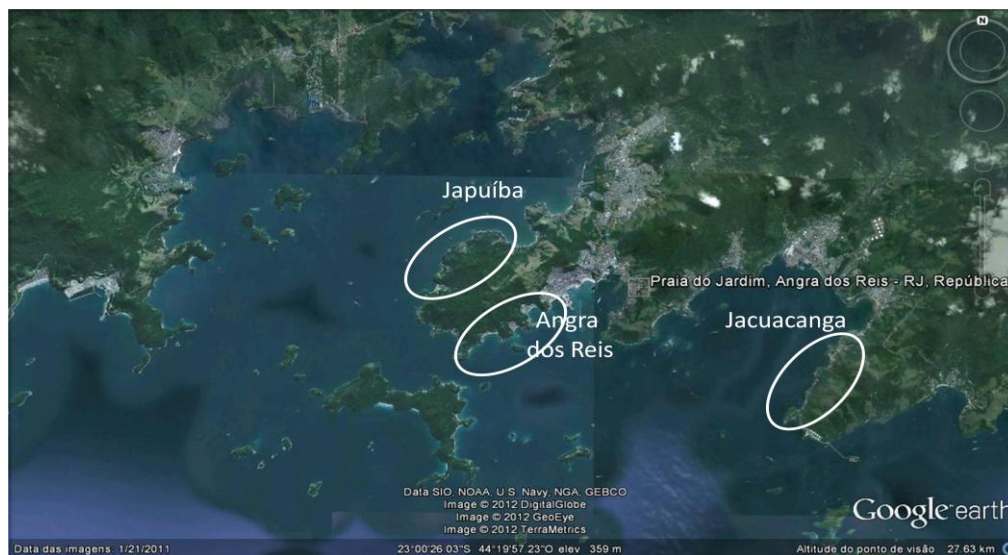 N
Japuíba
Praia do Jardim, Angra dos Reis - RJ, República
Angra
dos Reis
Jacuacanga
Data SIO, NOAA, U.S. Navy, NGA, GEBCO
Image © 2012 DigitalGlobe
Image © 2012 GeoEye
Image © 2012 TerraMetrics
Google earth
Data das imagens: 1/21/2011
23°00'26.03"S 44°19'57.23"O elev 359 m
Altitude do ponto de visão 27.63 km